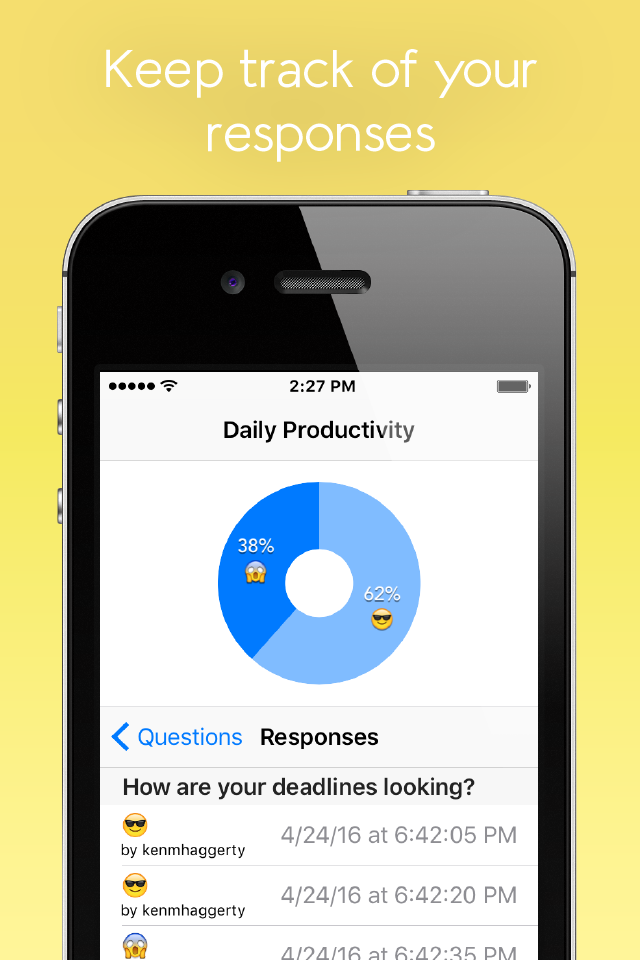 Keep track of your
responses
2:27 PM
Daily Productivity
38%
62%
Questions Responses
How are your deadlines looking?
by kenmhaggerty 4/24/16 at 6:42:05 PM
by kenmhaggerty 4/24/16 at 6:42:20 PM
4/24/16 at 6:42:35 PM